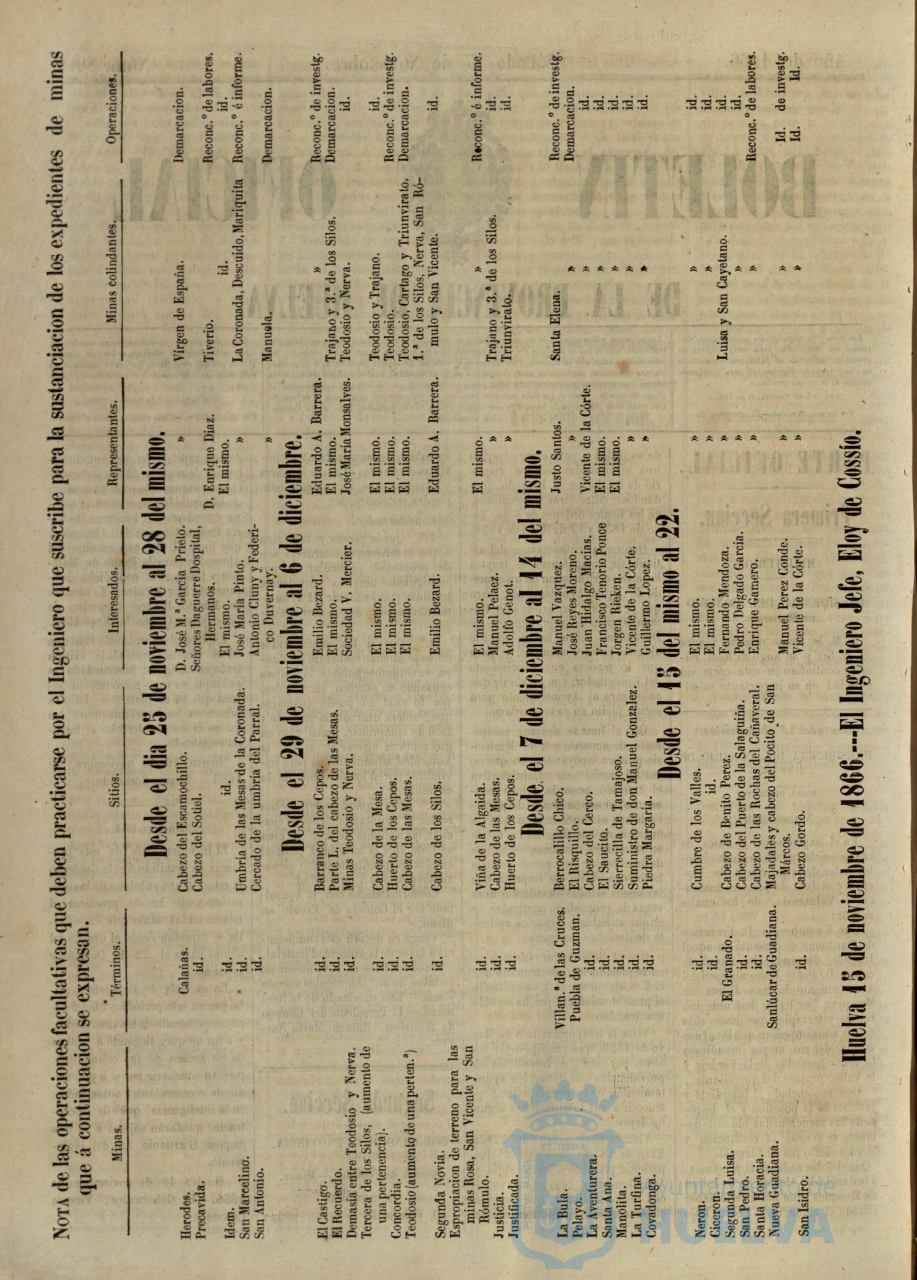 NOTA de las operaciones facultativas que deben practicarse por el Ingeniero que suscribe para la sustanciacion de los expedientes de minas
que á continuacion se expresan.
Minas. Términos. Sitios. Interesados. Representantes. Minas colindantes. Operaciones.
Desde el dia 23 de noviembre al 28 del mismo.
Herodes. Calañas. Cabezo del Escamochillo. D. José M.ª Garcia Prieto. » Virgen de España. Demarcacion.
Precavida. id. Cabezo del Sotiel. Señores Daguerre Dospital,
Hermanos. D. Enrique Diaz. Tiverio. Reconc.º de labores.
Idem. id. id. El mismo. El mismo. id. id.
San Marcelino. id. Umbría de las Mesas de la Coronada. José María Pinto. » La Coronada, Descuido, Mariquita Reconc.º é informe.
San Antonio. id. Cercado de la umbría del Parral. Antonio Cluny y Federi-
co Duvernay. » Manuela. Demarcacion.
Desde el 29 de noviembre al 6 de diciembre.
El Castigo. id. Barranco de los Cepos. Emilio Bezard. Eduardo A. Barrera. » Reconc.º de investg.
El Recuerdo. id. Parte L. del cabezo de las Mesas. El mismo. El mismo. Trajano y 3.ª de los Silos. Demarcacion.
Demasía entre Teodosio y Nerva. id. Minas Teodosio y Nerva. Sociedad V. Mercier. José María Monsalves. Teodosio y Nerva. id.
Tercera de los Silos, (aumento de
una pertenencia). id. Cabezo de la Mesa. El mismo. El mismo. Teodosio y Trajano. id.
Concordia. id. Huerto de los Cepos. El mismo. El mismo. Teodosio. Reconc.º de investg.
Teodosio (aumento de una perten.ª) id. Cabezo de las Mesas. El mismo. El mismo. Teodosio, Cartago y Triunvirato, Demarcacion.
1.ª de los Silos, Nerva, San Ró-
Segunda Novia. id. Cabezo de los Silos. Emilio Bezard. Eduardo A. Barrera. mulo y San Vicente. id.
Espropiacion de terreno para las
minas Rosa, San Vicente y San
Rómulo. id. Viña de la Algaida. El mismo. El mismo. » Reconc.º é informe.
Justicia. id. Cabezo de las Mesas. Manuel Pelaez. » Trajano y 3.ª de los Silos. id.
Justificada. id. Huerto de los Cepos. Adolfo Genot. » Triunvirato. id.
Desde el 7 de diciembre al 14 del mismo.
La Bula. Villan.ª de las Cruces. Berrocalillo Chico. Manuel Vazquez. Justo Santos. Santa Elena. Reconc.º de investg.
Pelayo. Puebla de Guzman. El Risquillo. José Reyes Moreno. » » Demarcacion.
La Aventurera. id. Cabezo del Cerco. Juan Hidalgo Macías. Vicente de la Córte. » id.
Santa Ana. id. El Saucito. Francisco Tenorio Ponce El mismo. » id.
Manolita. id. Sierrecilla de Tamajoso. Jorgen Rieken. El mismo. » id.
La Turfina. id. Suministro de don Manuel Gonzalez. Vicente de la Córte. » » id.
Covadonga. id. Piedra Margaria. Guillermo Lopez. » » id.
Desde el 15 del mismo al 22.
Neron. id. Cumbre de los Valles. El mismo. » » id.
Ciceron. id. id. El mismo. » » id.
Segunda Luisa. El Granado. Cabezo de Benito Perez. Fernando Mendoza. » Luisa y San Cayetano. id.
San Pedro. id. Cabezo del Puerto de la Salaguiña. Pedro Delgado Garcia. » » id.
Santa Horacia. id. Cabezo de las Rochas del Cañaveral. Enrique Gamero. » » Reconc.º de labores.
Nueva Guadiana. Sanlúcar de Guadiana. Majadales y cabezo del Pocito de San
Márcos. Manuel Perez Conde. » » Id. de investg.
San Isidro. id. Cabezo Gordo. Vicente de la Córte. » » Id. Id.
Huelva 15 de noviembre de 1866.---El Ingeniero Jefe, Eloy de Cossío.
HUELVA